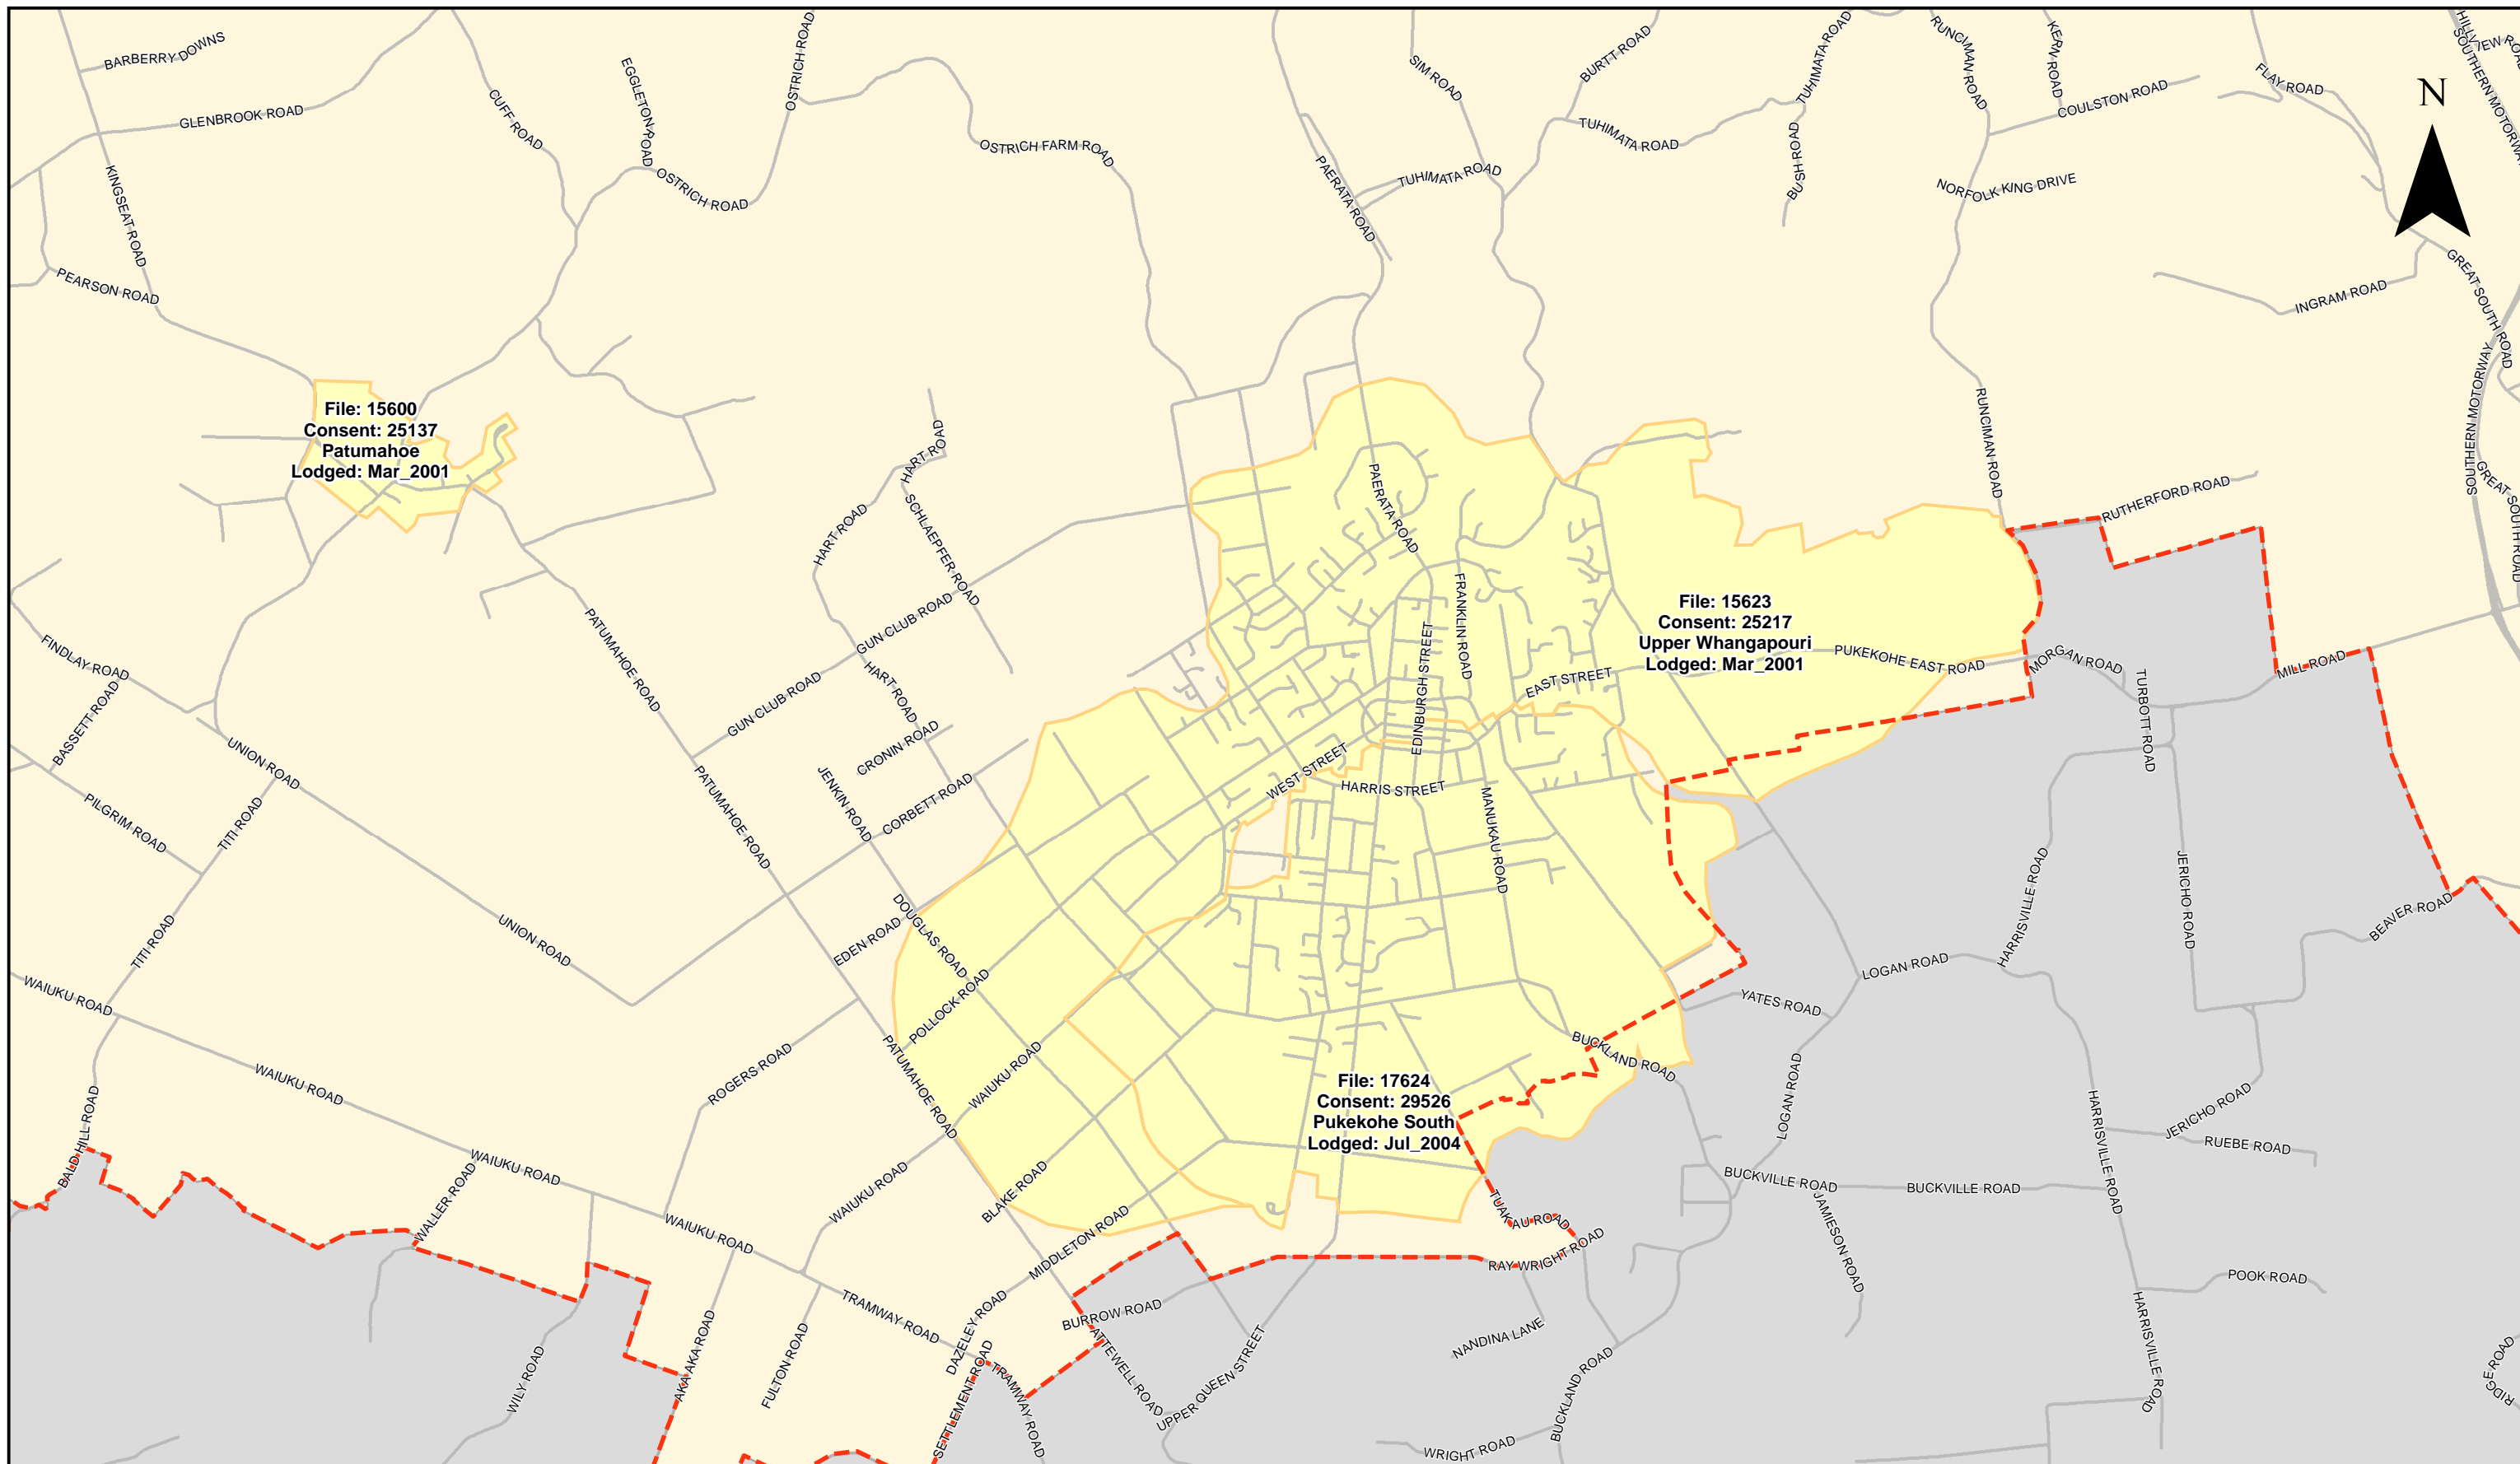 BARBERRY DOWNS
GLENBROOK ROAD
CUFF ROAD
EGGLETON ROAD
OSTRICH ROAD
OSTRICH ROAD
OSTRICH FARM ROAD
KINGSEAT ROAD
PEARSON ROAD
PAERATA ROAD
SIM ROAD
TUHIMATA ROAD
BURTT ROAD
TUHIMATA ROAD
TUHIMATA ROAD
BUSH ROAD
RUNCIMAN ROAD
KERN ROAD
COULSTON ROAD
NORFOLK KING DRIVE
FLAY ROAD
SOUTHERN MOTORWAY
N
INGRAM ROAD
GREAT SOUTH ROAD
SOUTHERN MOTORWAY
GREAT SOUTH ROAD
RUNCIMAN ROAD
RUTHERFORD ROAD
File: 15600
Consent: 25137
Patumahoe
Lodged: Mar_2001
HART ROAD
HART ROAD
SCHLAEPFER ROAD
GUN CLUB ROAD
GUN CLUB ROAD
HART ROAD
CRONIN ROAD
JENKIN ROAD
CORBETT ROAD
PATUMAHOE ROAD
PATUMAHOE ROAD
FINDLAY ROAD
BASSETT ROAD
UNION ROAD
PILGRIM ROAD
TITI ROAD
TITI ROAD
UNION ROAD
PAERATA ROAD
FRANKLIN ROAD
EDINBURGH STREET
EAST STREET
WEST STREET
HARRIS STREET
MANUKAU ROAD
File: 15623
Consent: 25217
Upper Whangapouri
Lodged: Mar_2001
PUKEKOHE EAST ROAD
MORGAN ROAD
TURBOTT ROAD
MILL ROAD
HARRISVILLE ROAD
JERICHO ROAD
BEAVER ROAD
LOGAN ROAD
YATES ROAD
EDEN ROAD
DOUGLAS ROAD
POLLOCK ROAD
PATUMAHOE ROAD
WAIUKU ROAD
WAIUKU ROAD
WAIUKU ROAD
ROGERS ROAD
BALD HILL ROAD
WALLER ROAD
WAIUKU ROAD
WAIUKU ROAD
WAIUKU ROAD
BLAKE ROAD
MIDDLETON ROAD
BUCKLAND ROAD
File: 17624
Consent: 29526
Pukekohe South
Lodged: Jul_2004
LOGAN ROAD
HARRISVILLE ROAD
JERICHO ROAD
RUEBE ROAD
BUCKVILLE ROAD
BUCKVILLE ROAD
JAMIESON ROAD
TUAKAU ROAD
RAY WRIGHT ROAD
POOK ROAD
HARRISVILLE ROAD
TRAMWAY ROAD
FULTON ROAD
AKA AKA ROAD
WILY ROAD
DAZELEY ROAD
SETTLEMENT ROAD
TRAMWAY ROAD
BURROW ROAD
ATTEWELL ROAD
UPPER QUEEN STREET
NANDINA LANE
BUCKLAND ROAD
WRIGHT ROAD
RIDGE ROAD